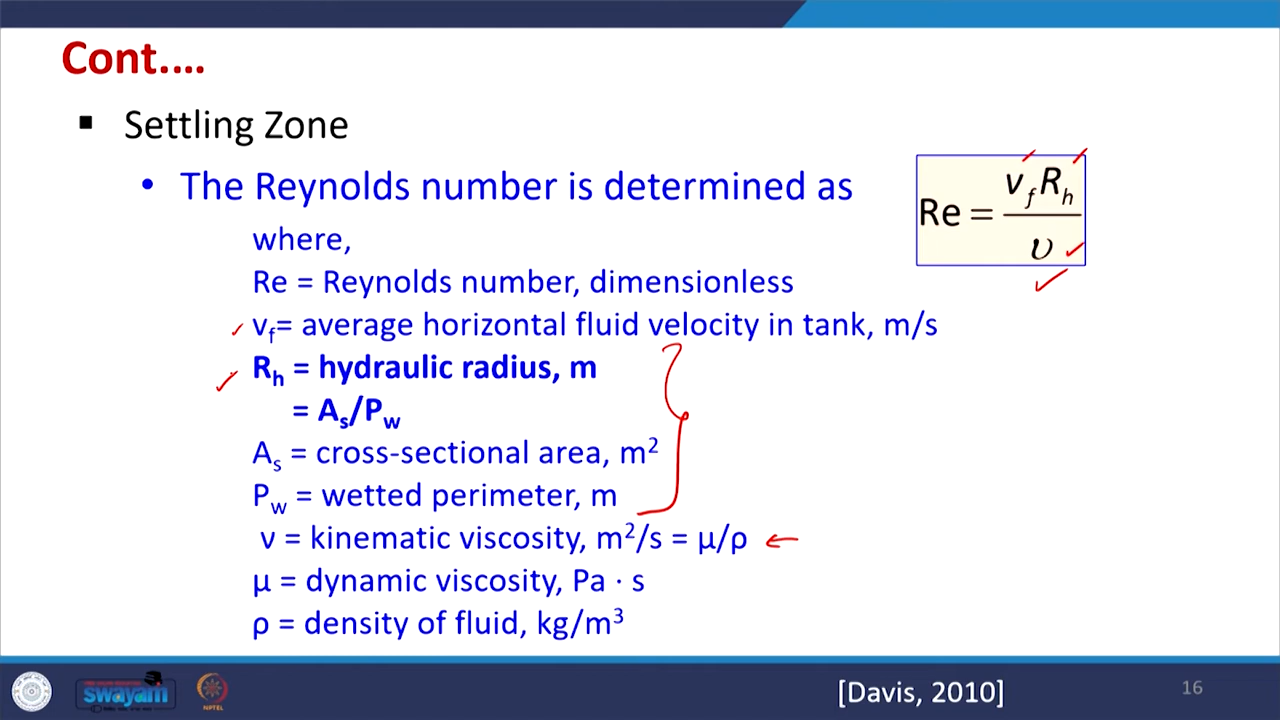 Cont.…
▪ Settling Zone
• The Reynolds number is determined as
Re = v_f R_h / υ
where,
Re = Reynolds number, dimensionless
v_f= average horizontal fluid velocity in tank, m/s
R_h = hydraulic radius, m
= A_s/P_w
A_s = cross-sectional area, m²
P_w = wetted perimeter, m
ν = kinematic viscosity, m²/s = μ/ρ
μ = dynamic viscosity, Pa · s
ρ = density of fluid, kg/m³
swayam
NPTEL
[Davis, 2010]
16